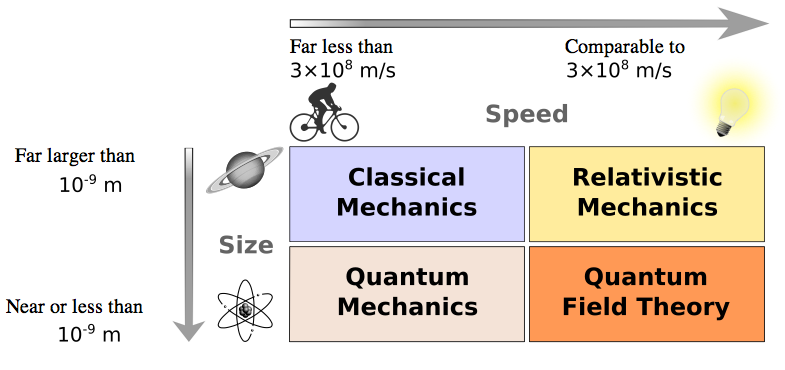 Far less than
3×10⁸ m/s
Comparable to
3×10⁸ m/s
Speed
Far larger than
10⁻⁹ m
Classical
Mechanics
Relativistic
Mechanics
Size
Near or less than
10⁻⁹ m
Quantum
Mechanics
Quantum
Field Theory